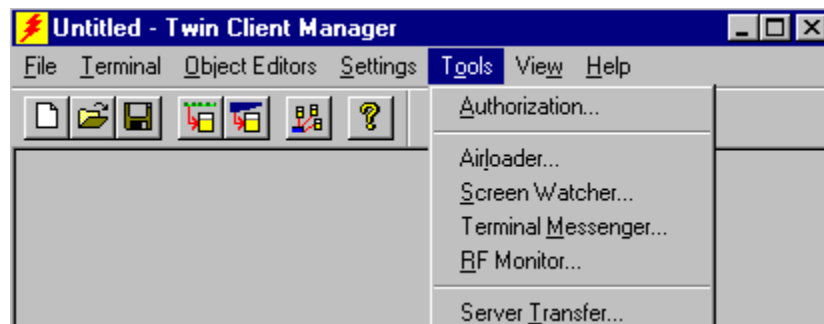 Untitled - Twin Client Manager
File Terminal Object Editors Settings Tools View Help
Authorization...
Airloader...
Screen Watcher...
Terminal Messenger...
RF Monitor...
Server Transfer...